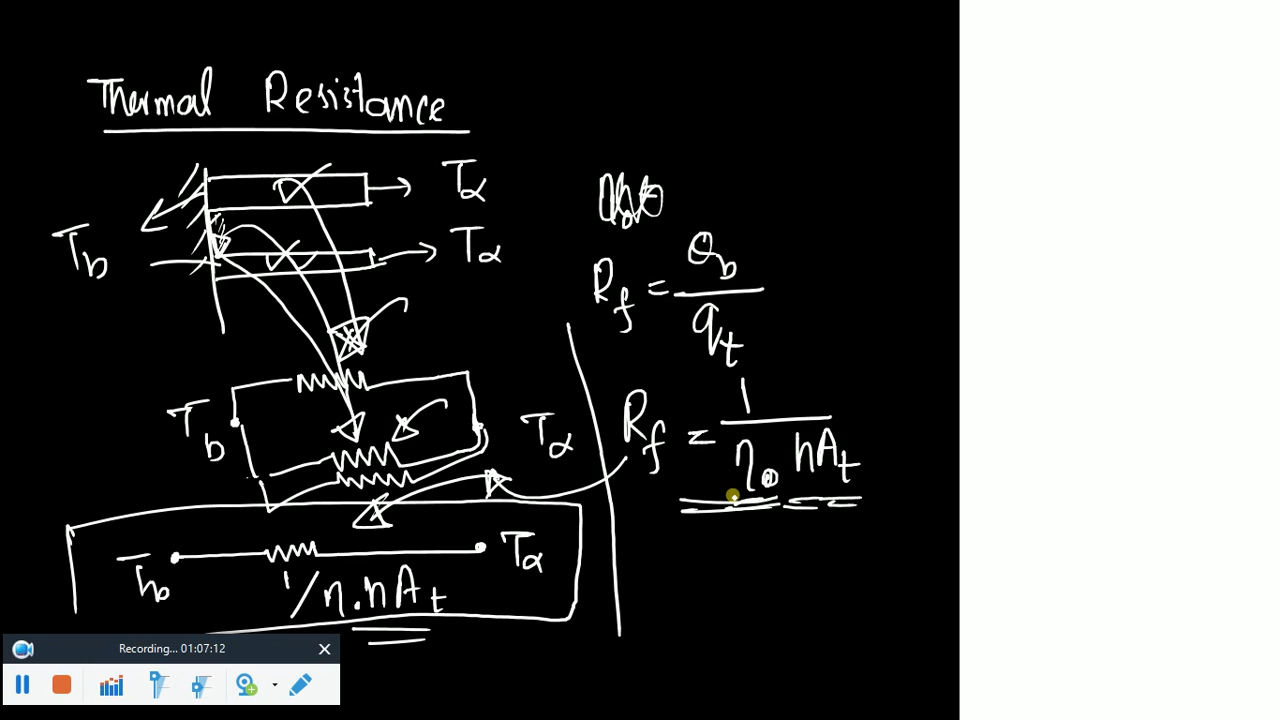 Thermal Resistance
Tα
Tb
Tα
Rf = θb / qt
Tb
Tα
Rf = 1 / ηo hAt
Tb
Tα
1/η. hAt
Recording... 01:07:12